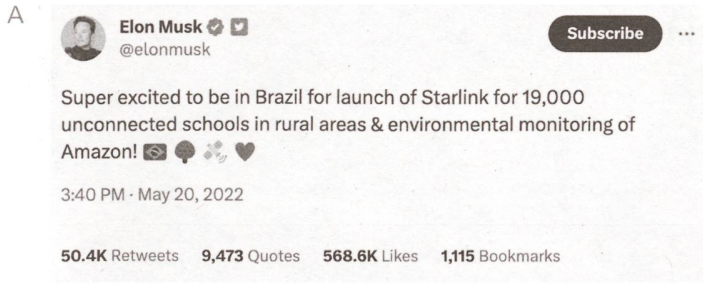 A
Elon Musk
@elonmusk
Subscribe
Super excited to be in Brazil for launch of Starlink for 19,000
unconnected schools in rural areas & environmental monitoring of
Amazon! 🇧🇷 🌳 🛰️ ♥
3:40 PM · May 20, 2022
50.4K Retweets 9,473 Quotes 568.6K Likes 1,115 Bookmarks